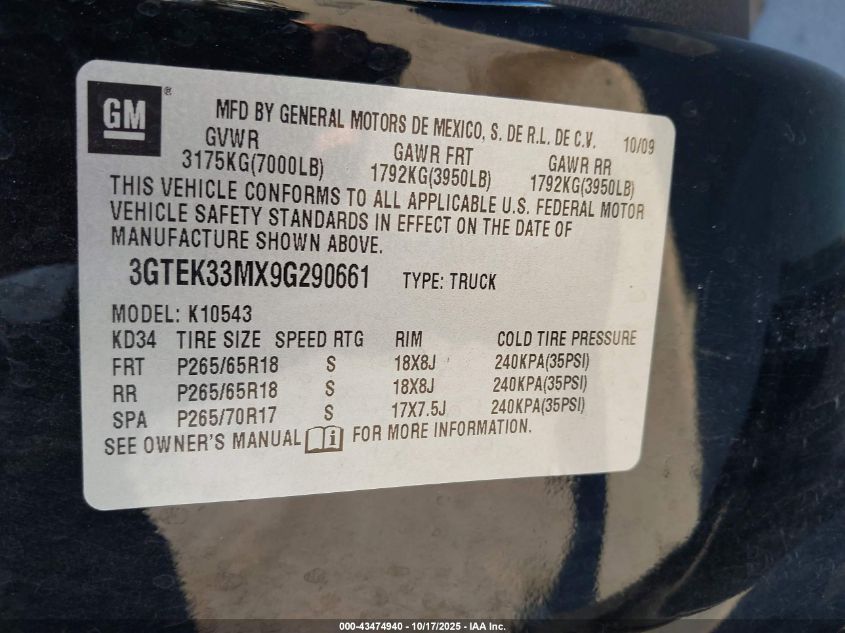 GM ®
MFD BY GENERAL MOTORS DE MEXICO, S. DE R.L. DE C.V. 10/09
GVWR GAWR FRT GAWR RR
3175KG(7000LB) 1792KG(3950LB) 1792KG(3950LB)
THIS VEHICLE CONFORMS TO ALL APPLICABLE U.S. FEDERAL MOTOR
VEHICLE SAFETY STANDARDS IN EFFECT ON THE DATE OF
MANUFACTURE SHOWN ABOVE.
3GTEK33MX9G290661 TYPE: TRUCK
MODEL: K10543
KD34 TIRE SIZE SPEED RTG RIM COLD TIRE PRESSURE
FRT P265/65R18 S 18X8J 240KPA(35PSI)
RR P265/65R18 S 18X8J 240KPA(35PSI)
SPA P265/70R17 S 17X7.5J 240KPA(35PSI)
SEE OWNER'S MANUAL i FOR MORE INFORMATION.
000-43474940 - 10/17/2025 - IAA Inc.